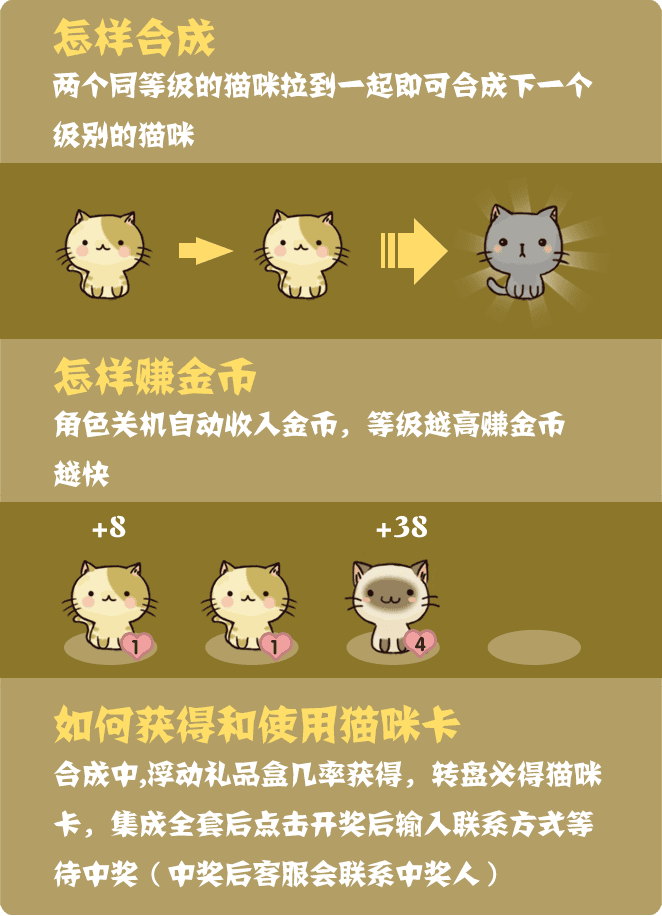 怎样合成
两个同等级的猫咪拉到一起即可合成下一个
级别的猫咪
怎样赚金币
角色关机自动收入金币，等级越高赚金币
越快
+8
+38
1
1
4
如何获得和使用猫咪卡
合成中,浮动礼品盒几率获得，转盘必得猫咪
卡，集成全套后点击开奖后输入联系方式等
待中奖（中奖后客服会联系中奖人）